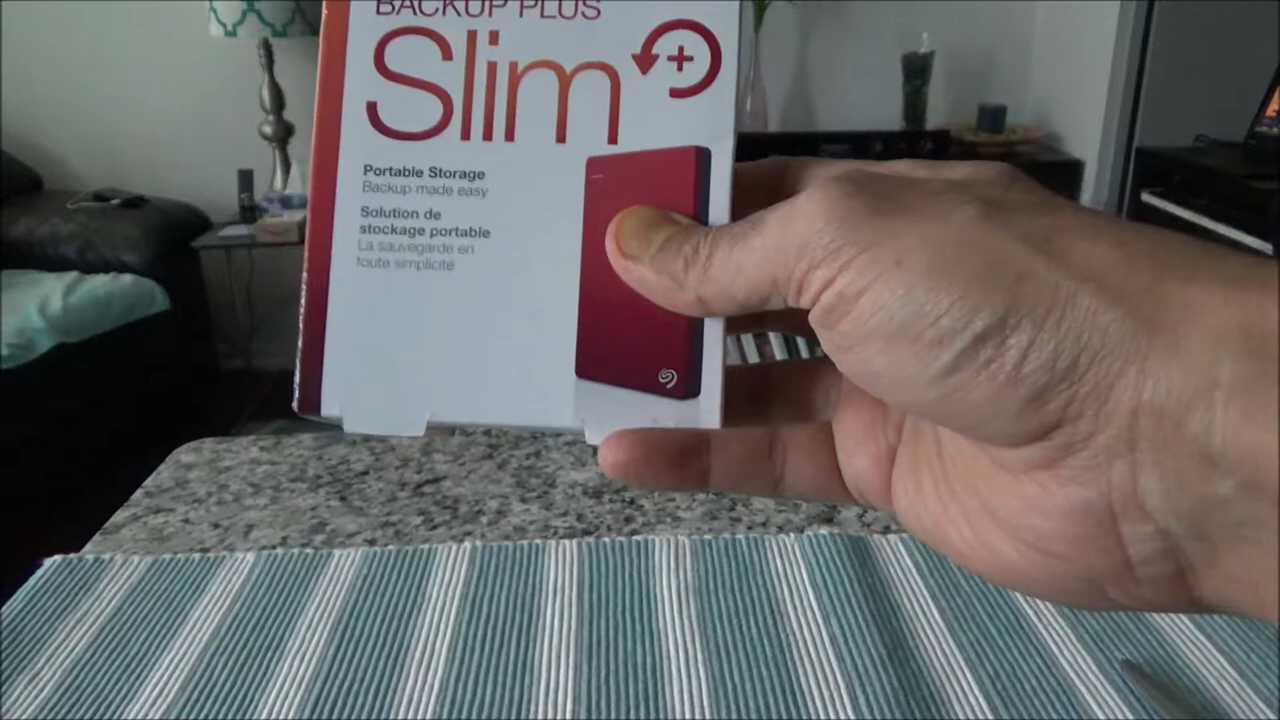 BACKUP PLUS
Slim
Portable Storage
Backup made easy
Solution de
stockage portable
La sauvegarde en
toute simplicité